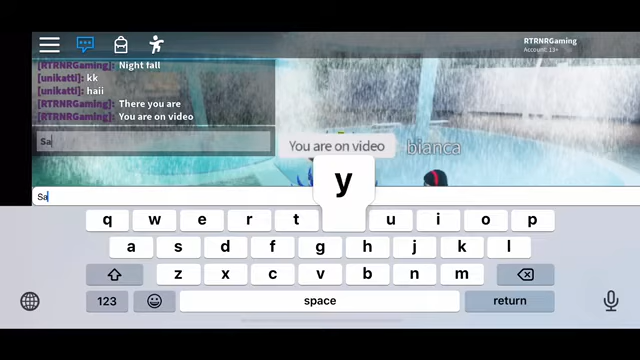 RTRNRGaming
Account: 13+
[RTRNRGaming]: Night fall
[unikatti]: kk
[unikatti]: haii
[RTRNRGaming]: There you are
[RTRNRGaming]: You are on video
Sa
You are on video
bianca
Sa
y
q w e r t u i o p
a s d f g h j k l
z x c v b n m
123 space return